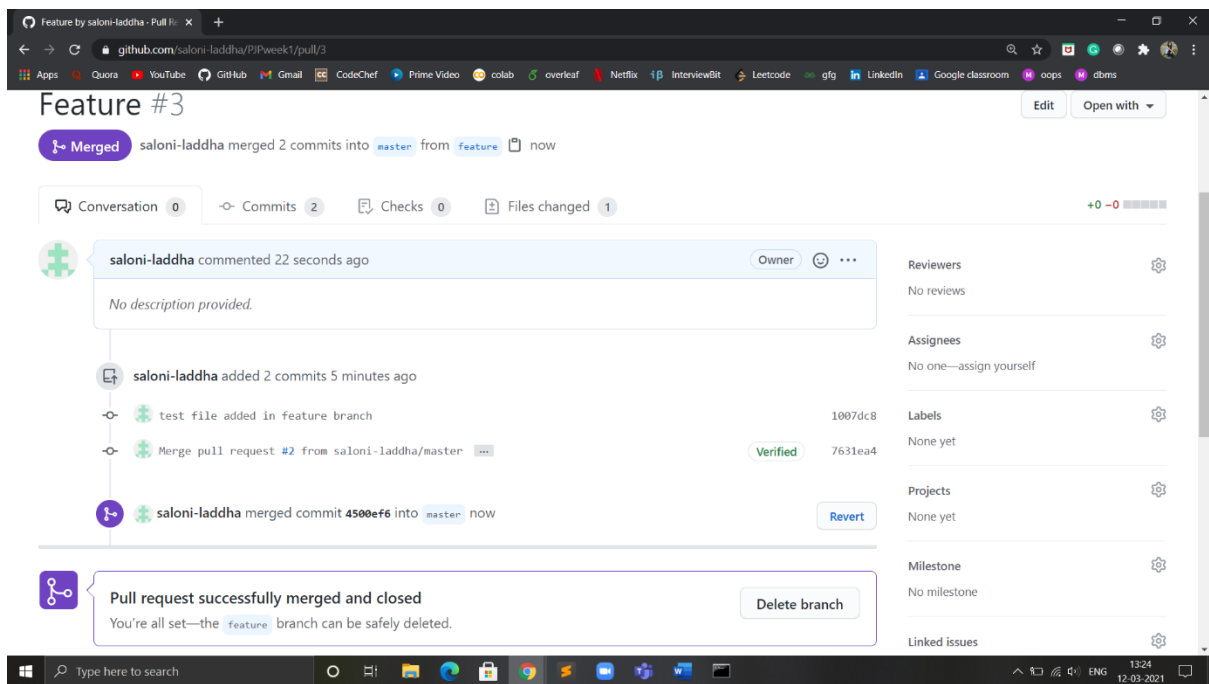 Feature by saloni-laddha · Pull Re
github.com/saloni-laddha/PJPweek1/pull/3
Apps Quora YouTube GitHub Gmail CodeChef Prime Video colab overleaf Netflix InterviewBit Leetcode gfg LinkedIn Google classroom oops dbms
Feature #3
Edit Open with
Merged saloni-laddha merged 2 commits into master from feature now
Conversation 0 Commits 2 Checks 0 Files changed 1 +0 −0
saloni-laddha commented 22 seconds ago Owner
No description provided.
saloni-laddha added 2 commits 5 minutes ago
test file added in feature branch 1007dc8
Merge pull request #2 from saloni-laddha/master ... Verified 7631ea4
saloni-laddha merged commit 4500ef6 into master now Revert
Pull request successfully merged and closed
You're all set—the feature branch can be safely deleted.
Delete branch
Reviewers
No reviews
Assignees
No one—assign yourself
Labels
None yet
Projects
None yet
Milestone
No milestone
Linked issues
Type here to search
ENG
13:24
12-03-2021